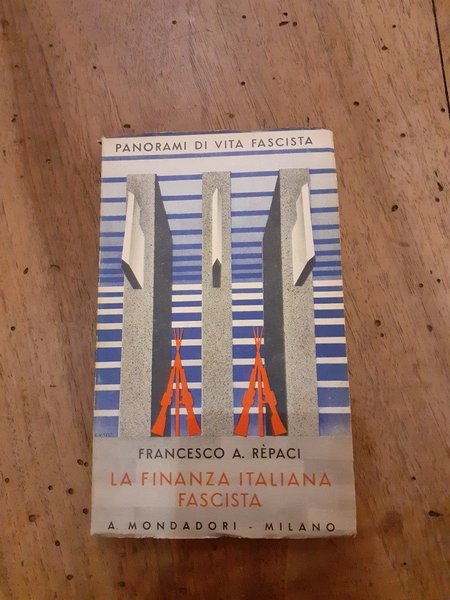 PANORAMI DI VITA FASCISTA
FRANCESCO A. RÈPACI
LA FINANZA ITALIANA
FASCISTA
A. MONDADORI - MILANO